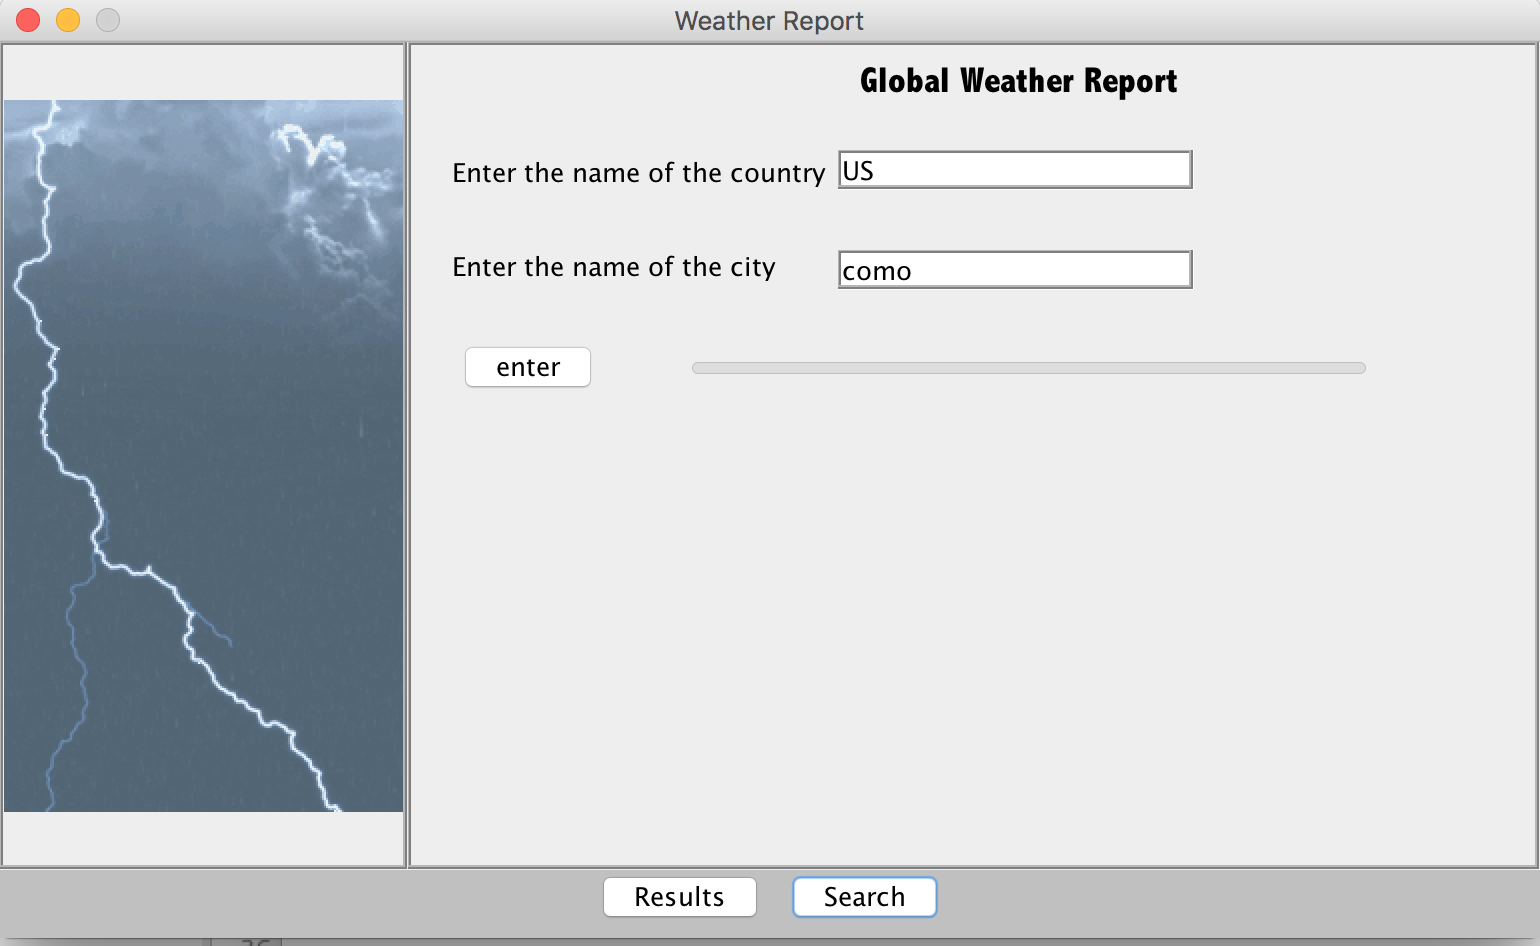 Weather Report
Global Weather Report
Enter the name of the country US
Enter the name of the city como
enter
Results Search